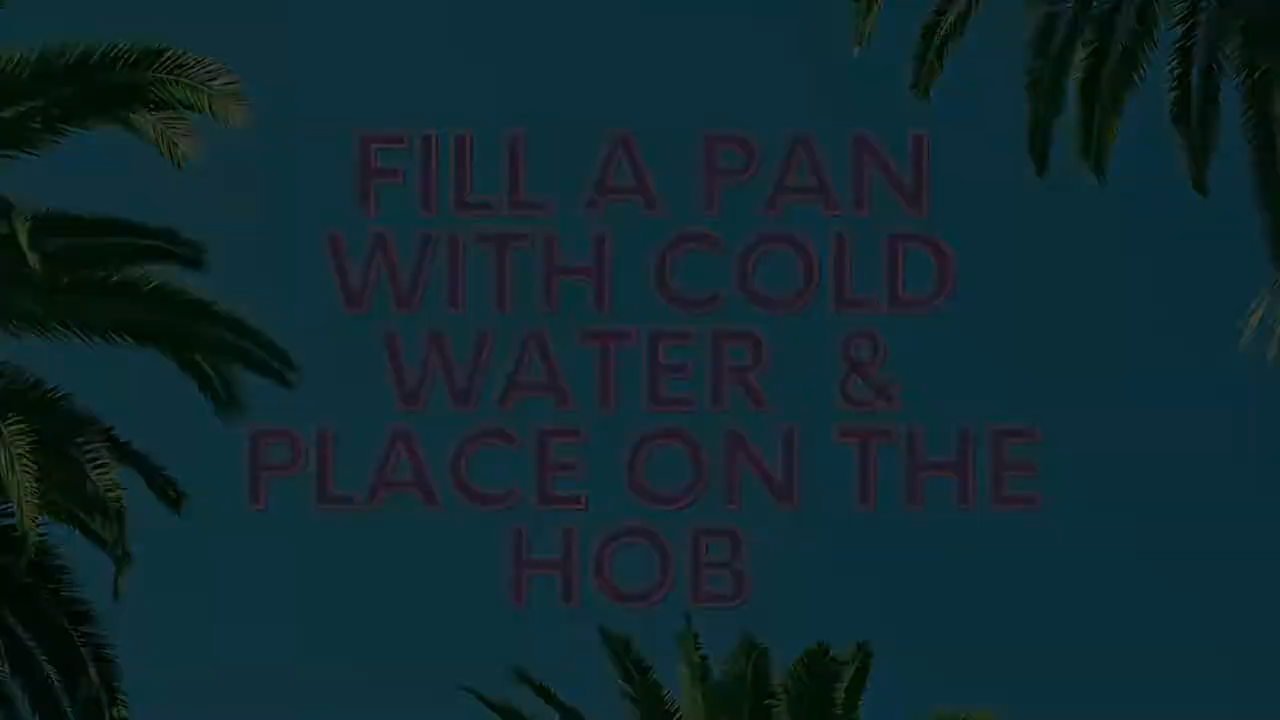 FILL A PAN
WITH COLD
WATER &
PLACE ON THE
HOB